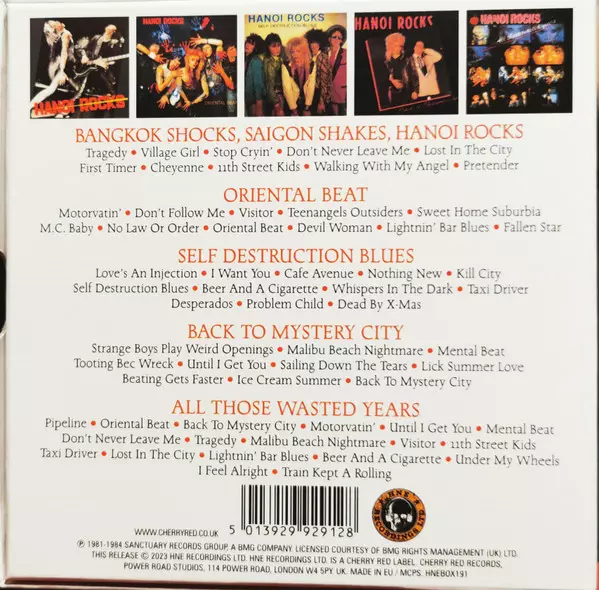 HANOI ROCKS
HANOI ROCKS
ORIENTAL BEAT
HANOI ROCKS
SELF DESTRUCTION BLUES
HANOI ROCKS
HANOI ROCKS
BANGKOK SHOCKS, SAIGON SHAKES, HANOI ROCKS
Tragedy • Village Girl • Stop Cryin' • Don't Never Leave Me • Lost In The City
First Timer • Cheyenne • 11th Street Kids • Walking With My Angel • Pretender
ORIENTAL BEAT
Motorvatin' • Don't Follow Me • Visitor • Teenangels Outsiders • Sweet Home Suburbia
M.C. Baby • No Law Or Order • Oriental Beat • Devil Woman • Lightnin' Bar Blues • Fallen Star
SELF DESTRUCTION BLUES
Love's An Injection • I Want You • Cafe Avenue • Nothing New • Kill City
Self Destruction Blues • Beer And A Cigarette • Whispers In The Dark • Taxi Driver
Desperados • Problem Child • Dead By X-Mas
BACK TO MYSTERY CITY
Strange Boys Play Weird Openings • Malibu Beach Nightmare • Mental Beat
Tooting Bec Wreck • Until I Get You • Sailing Down The Tears • Lick Summer Love
Beating Gets Faster • Ice Cream Summer • Back To Mystery City
ALL THOSE WASTED YEARS
Pipeline • Oriental Beat • Back To Mystery City • Motorvatin' • Until I Get You • Mental Beat
Don't Never Leave Me • Tragedy • Malibu Beach Nightmare • Visitor • 11th Street Kids
Taxi Driver • Lost In The City • Lightnin' Bar Blues • Beer And A Cigarette • Under My Wheels
I Feel Alright • Train Kept A Rolling
WWW.CHERRYRED.CO.UK
5 013929 929128
HNE RECORDINGS LTD
℗ 1981-1984 SANCTUARY RECORDS GROUP, A BMG COMPANY. LICENSED COURTESY OF BMG RIGHTS MANAGEMENT (UK) LTD.
THIS RELEASE © 2023 HNE RECORDINGS LTD. HNE RECORDINGS LTD. IS A CHERRY RED LABEL. CHERRY RED RECORDS,
POWER ROAD STUDIOS, 114 POWER ROAD, LONDON W4 5PY. UK. MADE IN EU / MCPS. HNEBOX191